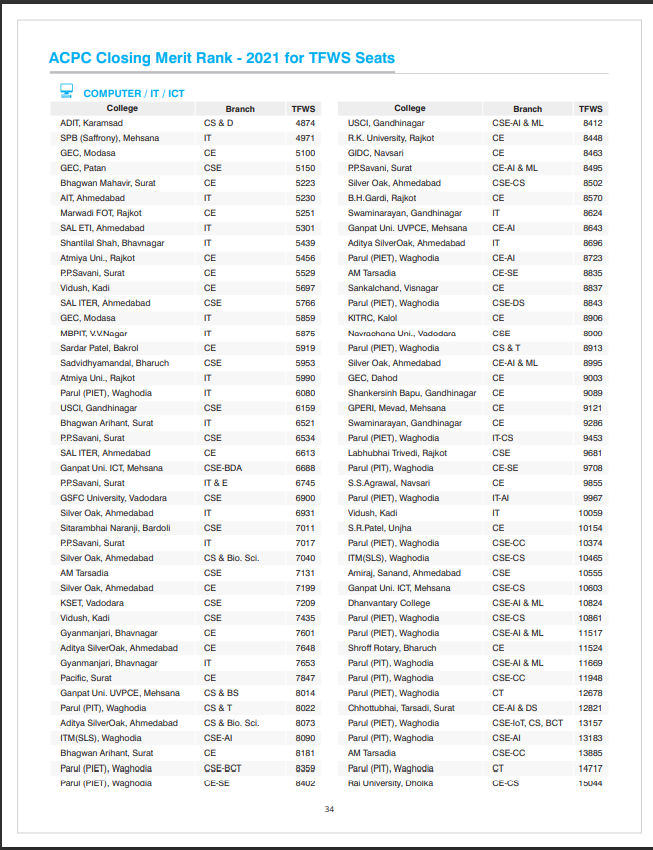 ACPC Closing Merit Rank - 2021 for TFWS Seats
COMPUTER / IT / ICT
College Branch TFWS
ADIT, Karamsad CS & D 4874
SPB (Saffrony), Mehsana IT 4971
GEC, Modasa CE 5100
GEC, Patan CSE 5150
Bhagwan Mahavir, Surat CE 5223
AIT, Ahmedabad IT 5230
Marwadi FOT, Rajkot CE 5251
SAL ETI, Ahmedabad IT 5301
Shantilal Shah, Bhavnagar IT 5439
Atmiya Uni., Rajkot CE 5456
P.P.Savani, Surat CE 5529
Vidush, Kadi CE 5697
SAL ITER, Ahmedabad CSE 5766
GEC, Modasa IT 5859
MBPIT, V.V.Nagar IT 5875
Sardar Patel, Bakrol CE 5919
Sadvidhyamandal, Bharuch CSE 5953
Atmiya Uni., Rajkot IT 5990
Parul (PIET), Waghodia IT 6080
USCI, Gandhinagar CSE 6159
Bhagwan Arihant, Surat IT 6521
P.P.Savani, Surat CSE 6534
SAL ITER, Ahmedabad CE 6613
Ganpat Uni. ICT, Mehsana CSE-BDA 6688
P.P.Savani, Surat IT & E 6745
GSFC University, Vadodara CSE 6900
Silver Oak, Ahmedabad IT 6931
Sitarambhai Naranji, Bardoli CSE 7011
P.P.Savani, Surat IT 7017
Silver Oak, Ahmedabad CS & Bio. Sci. 7040
AM Tarsadia CSE 7131
Silver Oak, Ahmedabad CE 7199
KSET, Vadodara CSE 7209
Vidush, Kadi CSE 7435
Gyanmanjari, Bhavnagar CE 7601
Aditya SilverOak, Ahmedabad CE 7648
Gyanmanjari, Bhavnagar IT 7653
Pacific, Surat CE 7847
Ganpat Uni. UVPCE, Mehsana CS & BS 8014
Parul (PIT), Waghodia CS & T 8022
Aditya SilverOak, Ahmedabad CS & Bio. Sci. 8073
ITM(SLS), Waghodia CSE-AI 8090
Bhagwan Arihant, Surat CE 8181
Parul (PIET), Waghodia CSE-BCT 8359
Parul (PIET), Waghodia CE-SE 8402
College Branch TFWS
USCI, Gandhinagar CSE-AI & ML 8412
R.K. University, Rajkot CE 8448
GIDC, Navsari CE 8463
P.P.Savani, Surat CE-AI & ML 8495
Silver Oak, Ahmedabad CSE-CS 8502
B.H.Gardi, Rajkot CE 8570
Swaminarayan, Gandhinagar IT 8624
Ganpat Uni. UVPCE, Mehsana CE-AI 8643
Aditya SilverOak, Ahmedabad IT 8696
Parul (PIET), Waghodia CE-AI 8723
AM Tarsadia CE-SE 8835
Sankalchand, Visnagar CE 8837
Parul (PIET), Waghodia CSE-DS 8843
KITRC, Kalol CE 8906
Navrachana Uni., Vadodara CSE
Parul (PIET), Waghodia CS & T 8913
Silver Oak, Ahmedabad CE-AI & ML 8995
GEC, Dahod CE 9003
Shankersinh Bapu, Gandhinagar CE 9089
GPERI, Mevad, Mehsana CE 9121
Swaminarayan, Gandhinagar CE 9286
Parul (PIET), Waghodia IT-CS 9453
Labhubhai Trivedi, Rajkot CSE 9681
Parul (PIT), Waghodia CE-SE 9708
S.S.Agrawal, Navsari CE 9855
Parul (PIET), Waghodia IT-AI 9967
Vidush, Kadi IT 10059
S.R.Patel, Unjha CE 10154
Parul (PIET), Waghodia CSE-CC 10374
ITM(SLS), Waghodia CSE-CS 10465
Amiraj, Sanand, Ahmedabad CSE 10555
Ganpat Uni. ICT, Mehsana CSE-CS 10603
Dhanvantary College CSE-AI & ML 10824
Parul (PIET), Waghodia CSE-CS 10861
Parul (PIET), Waghodia CSE-AI & ML 11517
Shroff Rotary, Bharuch CE 11524
Parul (PIT), Waghodia CSE-AI & ML 11669
Parul (PIT), Waghodia CSE-CC 11948
Parul (PIET), Waghodia CT 12678
Chhottubhai, Tarsadi, Surat CE-AI & DS 12821
Parul (PIET), Waghodia CSE-IoT, CS, BCT 13157
Parul (PIT), Waghodia CSE-AI 13183
AM Tarsadia CSE-CC 13885
Parul (PIT), Waghodia CT 14717
Rai University, Dholka CE-CS 15044
34